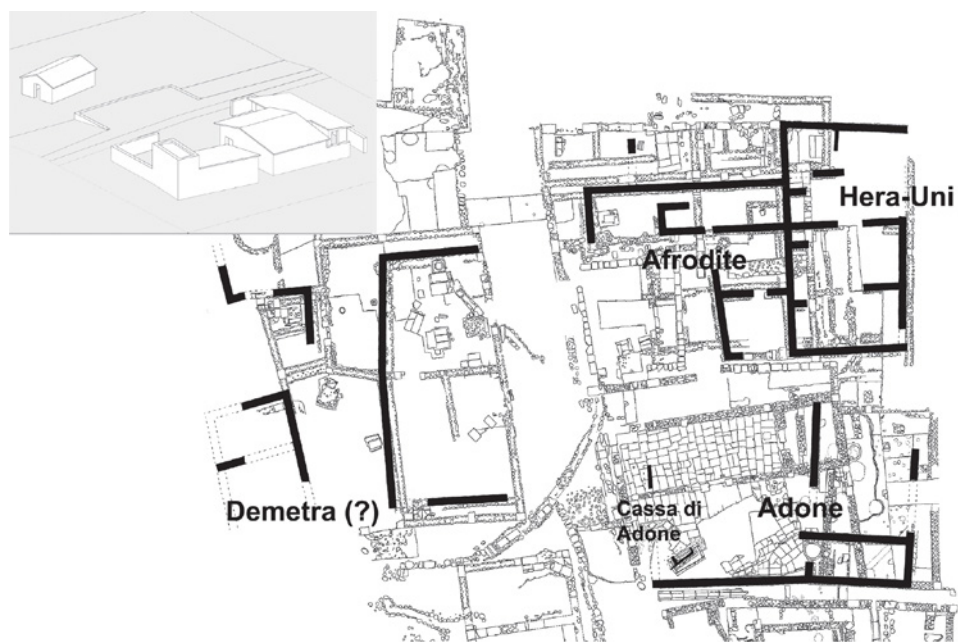 Hera-Uni
Afrodite
Demetra (?)
Cassa di
Adone
Adone